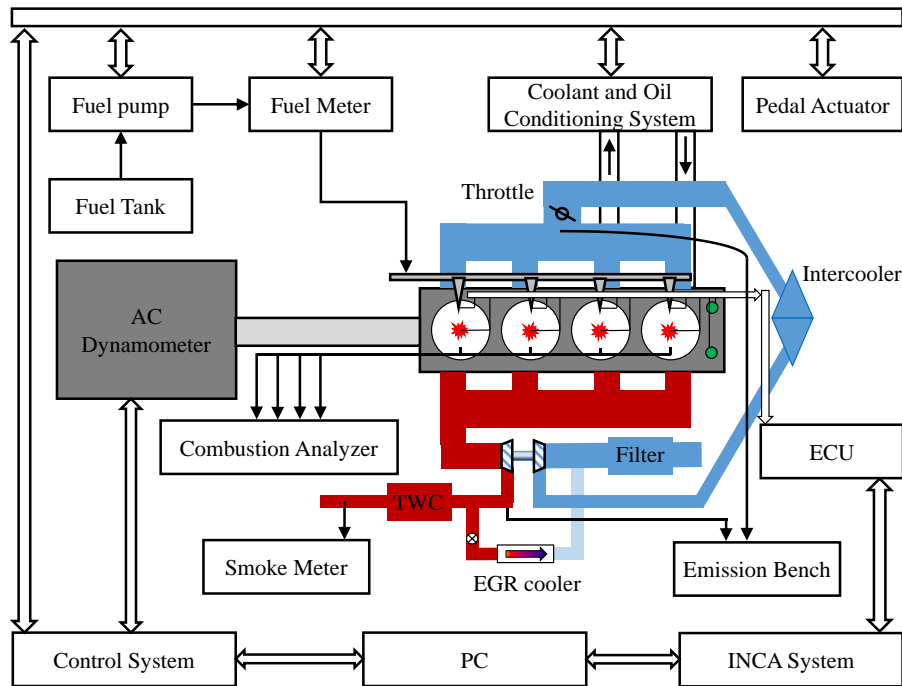 Fuel pump
Fuel Meter
Coolant and Oil
Conditioning System
Pedal Actuator
Fuel Tank
Throttle
Intercooler
AC
Dynamometer
Combustion Analyzer
Filter
ECU
TWC
Smoke Meter
EGR cooler
Emission Bench
Control System
PC
INCA System